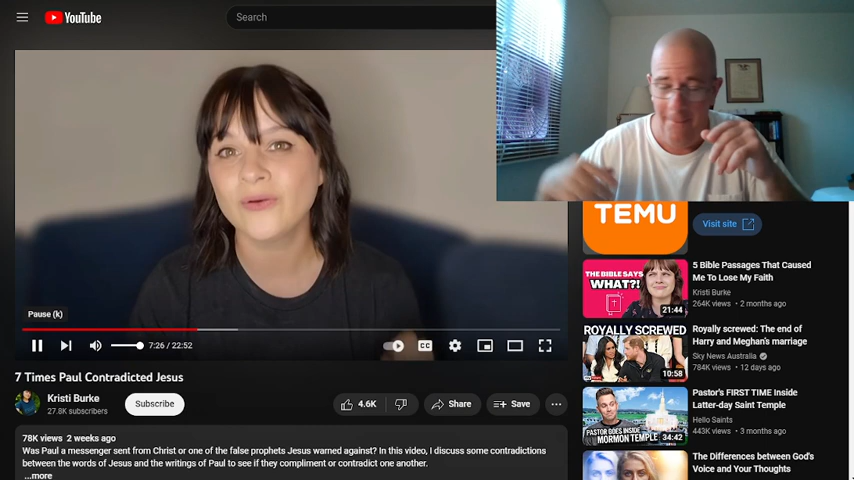 YouTube
Search
Pause (k)
7:26 / 22:52
CC
7 Times Paul Contradicted Jesus
Kristi Burke
27.8K subscribers
Subscribe
4.6K
Share
Save
78K views 2 weeks ago
Was Paul a messenger sent from Christ or one of the false prophets Jesus warned against? In this video, I discuss some contradictions
between the words of Jesus and the writings of Paul to see if they compliment or contradict one another.
...more
TEMU
Visit site
THE BIBLE SAYS
WHAT?!
21:44
5 Bible Passages That Caused
Me To Lose My Faith
Kristi Burke
264K views • 2 months ago
ROYALLY SCREWED
10:58
Royally screwed: The end of
Harry and Meghan's marriage
Sky News Australia
784K views • 12 days ago
PASTOR GOES INSIDE
MORMON TEMPLE
34:42
Pastor's FIRST TIME Inside
Latter-day Saint Temple
Hello Saints
443K views • 3 months ago
The Differences between God's
Voice and Your Thoughts